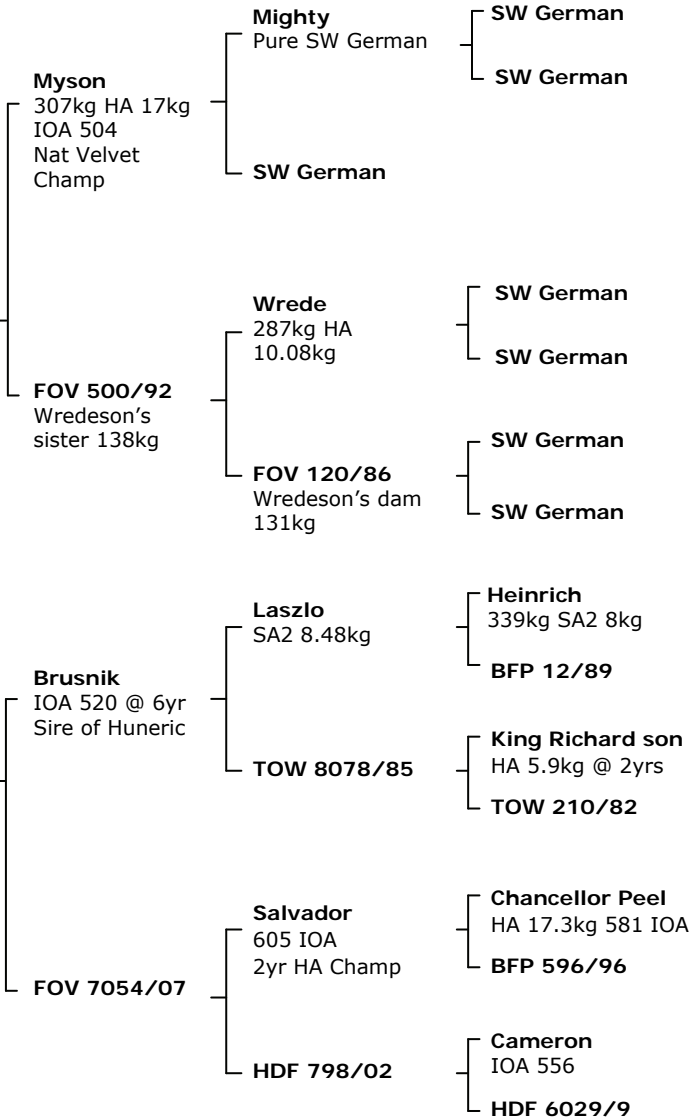 Myson
307kg HA 17kg
IOA 504
Nat Velvet
Champ
Mighty
Pure SW German
SW German
SW German
SW German
FOV 500/92
Wredeson's
sister 138kg
Wrede
287kg HA
10.08kg
SW German
SW German
FOV 120/86
Wredeson's dam
131kg
SW German
SW German
Brusnik
IOA 520 @ 6yr
Sire of Huneric
Laszlo
SA2 8.48kg
Heinrich
339kg SA2 8kg
BFP 12/89
TOW 8078/85
King Richard son
HA 5.9kg @ 2yrs
TOW 210/82
FOV 7054/07
Salvador
605 IOA
2yr HA Champ
Chancellor Peel
HA 17.3kg 581 IOA
BFP 596/96
HDF 798/02
Cameron
IOA 556
HDF 6029/9